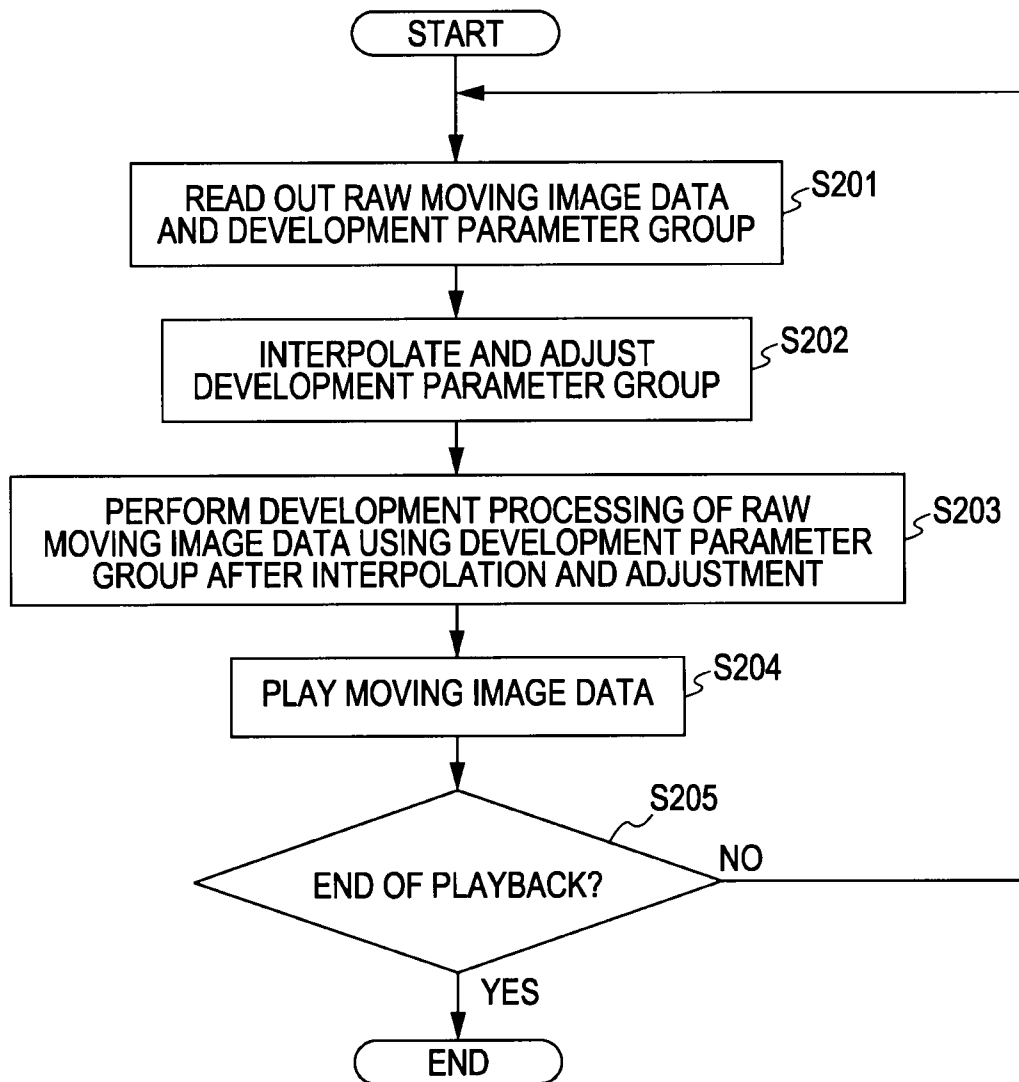 START
READ OUT RAW MOVING IMAGE DATA
AND DEVELOPMENT PARAMETER GROUP
S201
INTERPOLATE AND ADJUST
DEVELOPMENT PARAMETER GROUP
S202
PERFORM DEVELOPMENT PROCESSING OF RAW
MOVING IMAGE DATA USING DEVELOPMENT PARAMETER
GROUP AFTER INTERPOLATION AND ADJUSTMENT
S203
PLAY MOVING IMAGE DATA
S204
S205
END OF PLAYBACK?
NO
YES
END